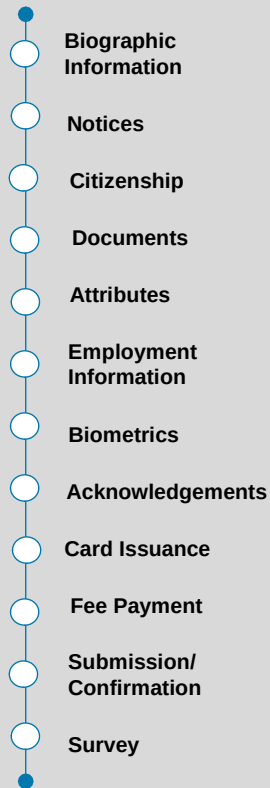 Biographic
Information
Notices
Citizenship
Documents
Attributes
Employment
Information
Biometrics
Acknowledgements
Card Issuance
Fee Payment
Submission/
Confirmation
Survey